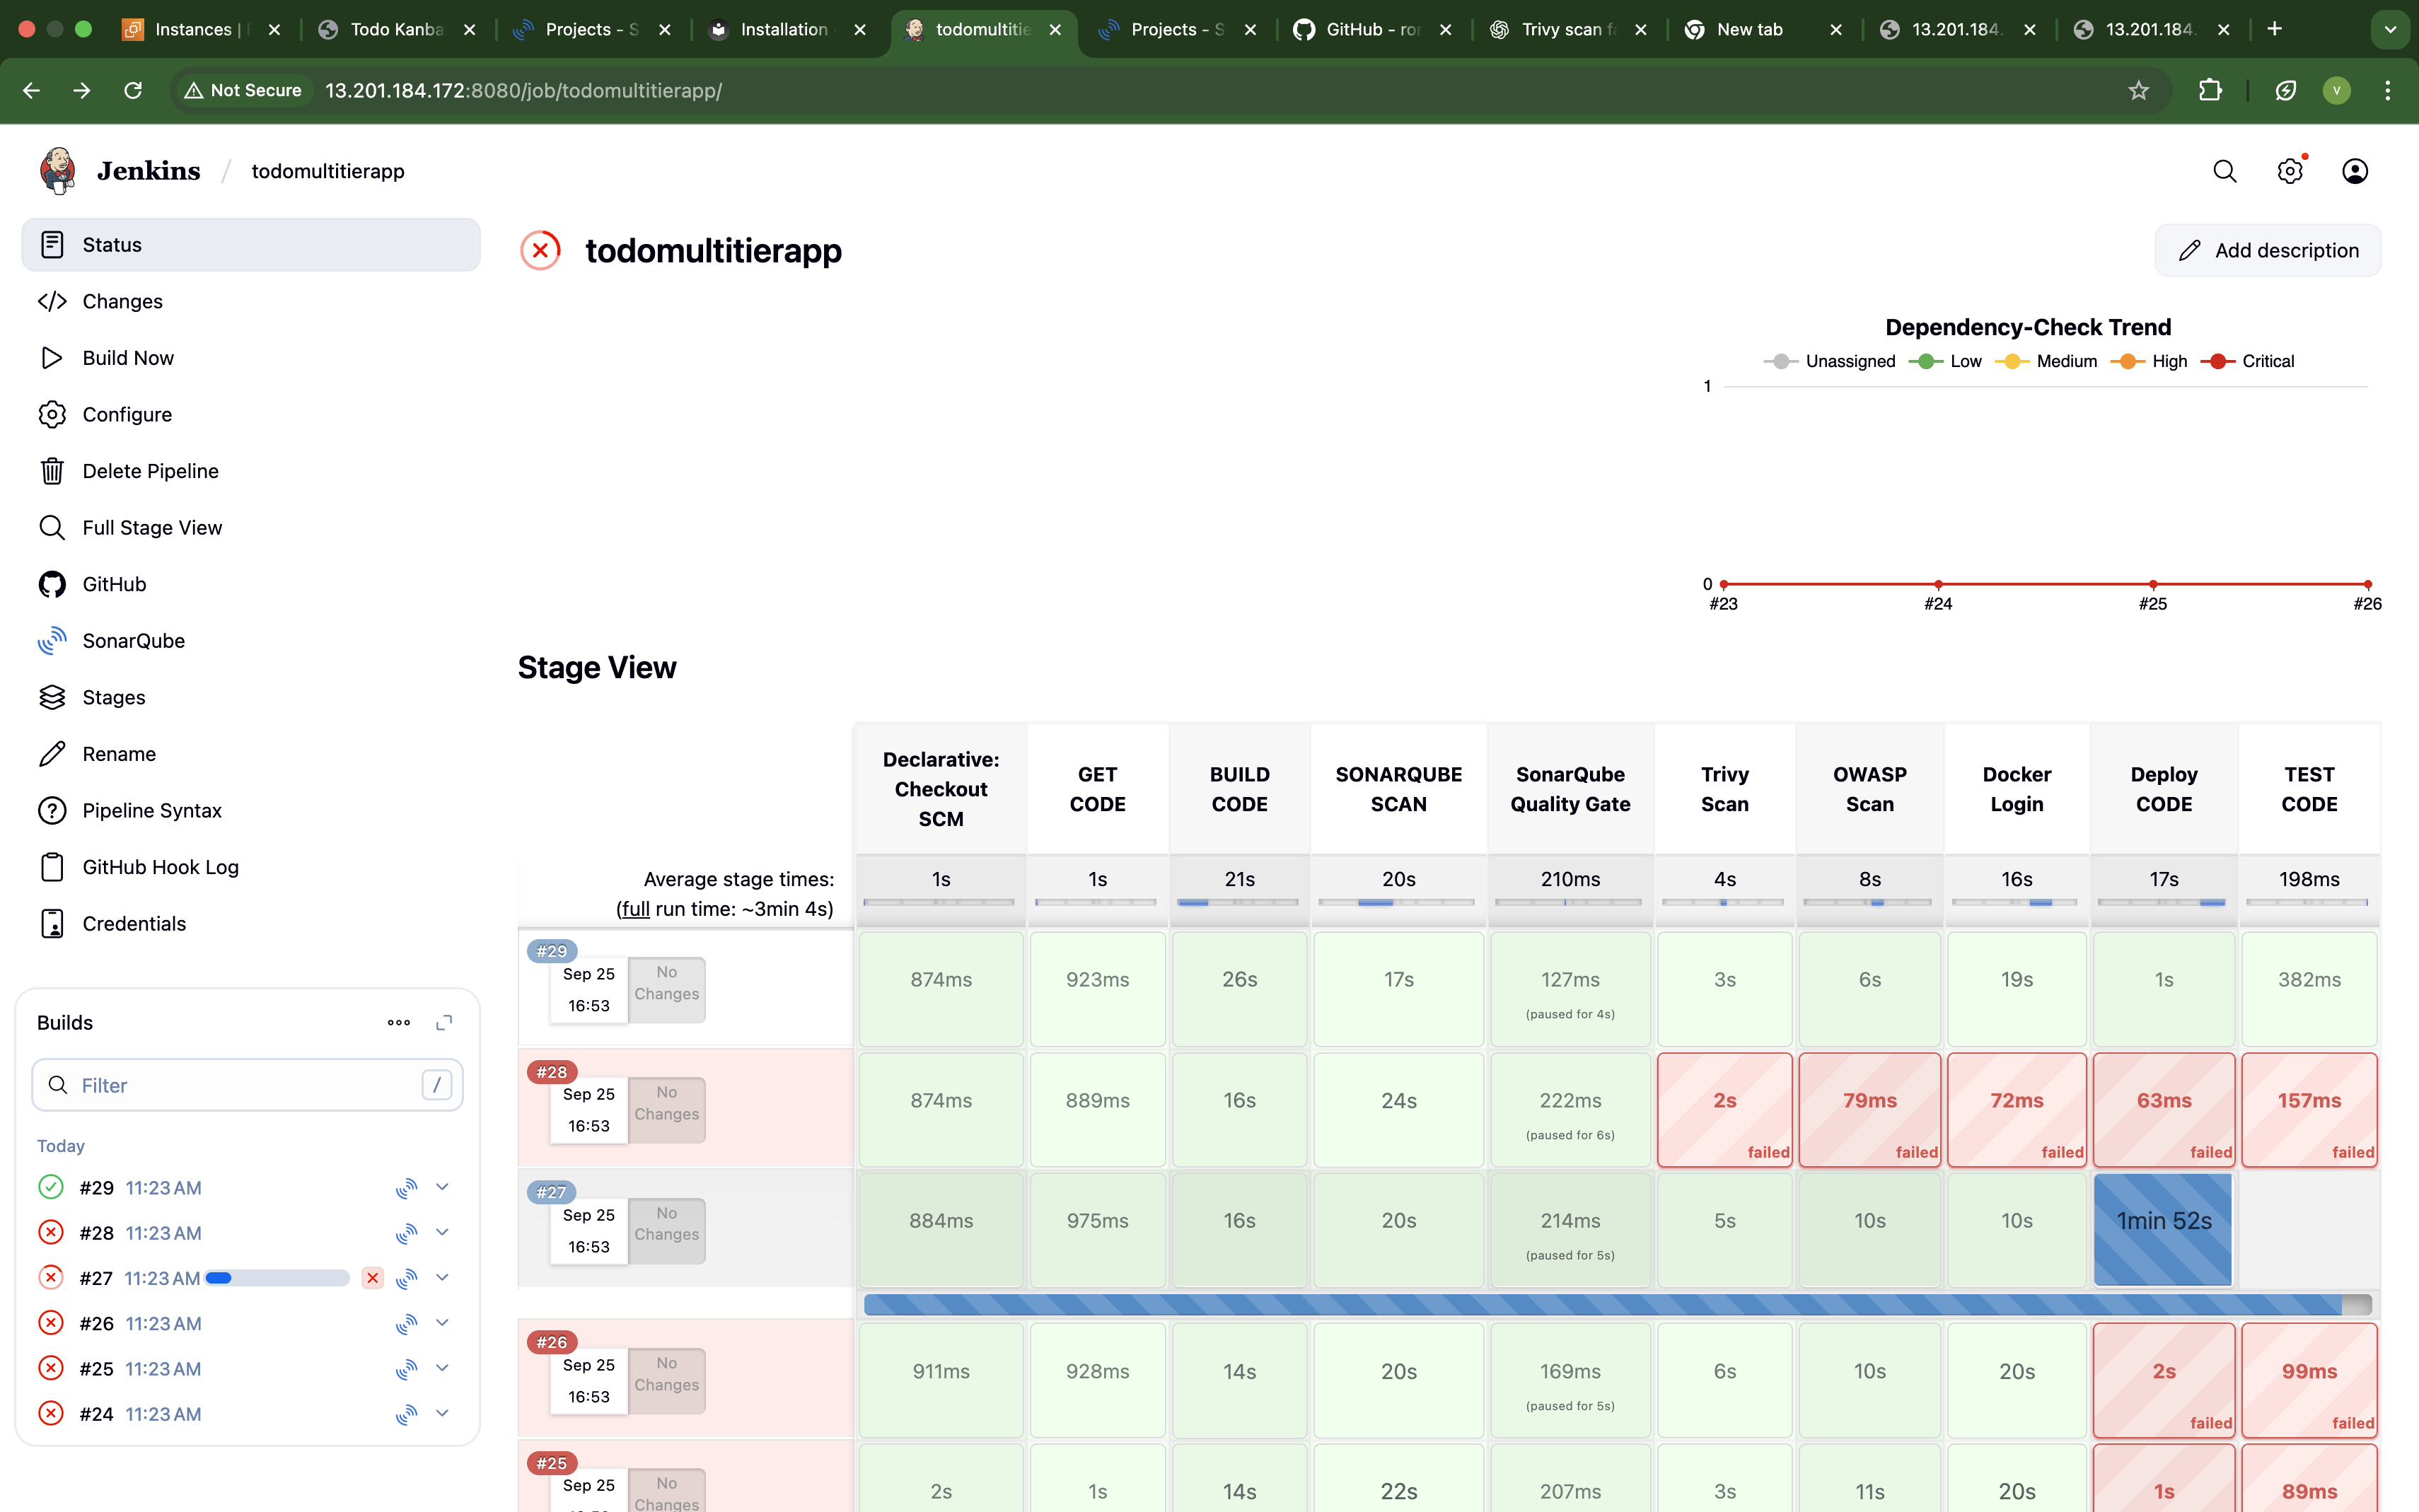 Instances |
Todo Kanba
Projects - S
Installation
todomultitie
Projects - S
GitHub - ror
Trivy scan fa
New tab
13.201.184.
13.201.184.
Not Secure
13.201.184.172:8080/job/todomultitierapp/
V
Jenkins / todomultitierapp
Status
Changes
Build Now
Configure
Delete Pipeline
Full Stage View
GitHub
SonarQube
Stages
Rename
Pipeline Syntax
GitHub Hook Log
Credentials
Builds
Filter /
Today
#29 11:23 AM
#28 11:23 AM
#27 11:23 AM
#26 11:23 AM
#25 11:23 AM
#24 11:23 AM
todomultitierapp
Add description
Dependency-Check Trend
Unassigned Low Medium High Critical
1
0
#23 #24 #25 #26
Stage View
Declarative: Checkout SCM
GET CODE
BUILD CODE
SONARQUBE SCAN
SonarQube Quality Gate
Trivy Scan
OWASP Scan
Docker Login
Deploy CODE
TEST CODE
Average stage times:
(full run time: ~3min 4s)
1s 1s 21s 20s 210ms 4s 8s 16s 17s 198ms
#29
Sep 25
16:53
No Changes
874ms 923ms 26s 17s 127ms 3s 6s 19s 1s 382ms
(paused for 4s)
#28
Sep 25
16:53
No Changes
874ms 889ms 16s 24s 222ms 2s 79ms 72ms 63ms 157ms
(paused for 6s)
failed failed failed failed failed
#27
Sep 25
16:53
No Changes
884ms 975ms 16s 20s 214ms 5s 10s 10s 1min 52s
(paused for 5s)
#26
Sep 25
16:53
No Changes
911ms 928ms 14s 20s 169ms 6s 10s 20s 2s 99ms
(paused for 5s)
failed failed
#25
Sep 25
No Changes
2s 1s 14s 22s 207ms 3s 11s 20s 1s 89ms